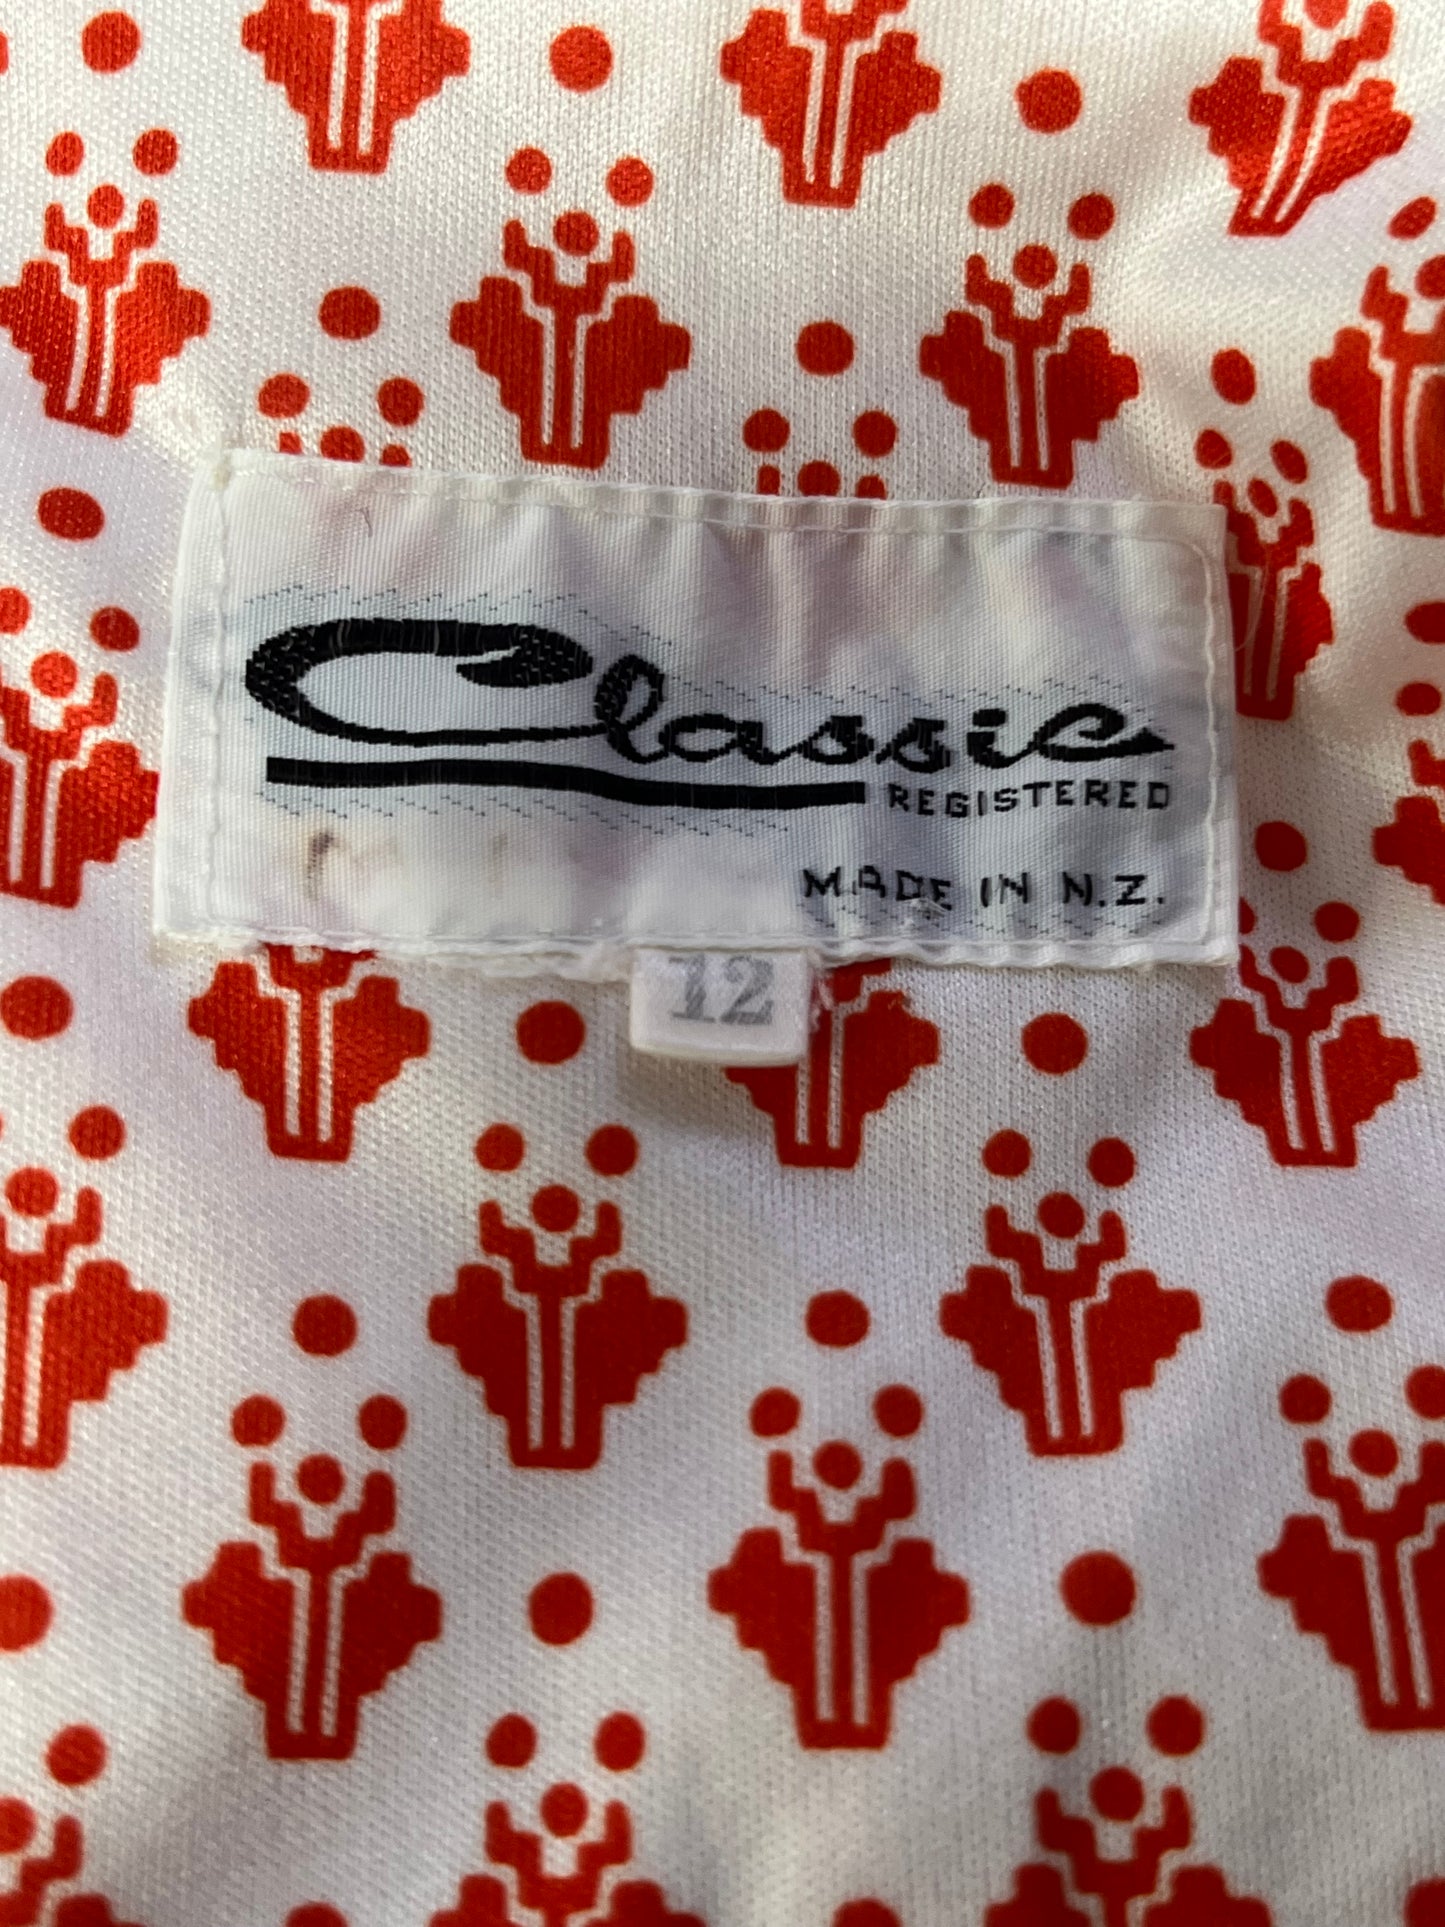 Classic
REGISTERED
MADE IN N.Z.
12